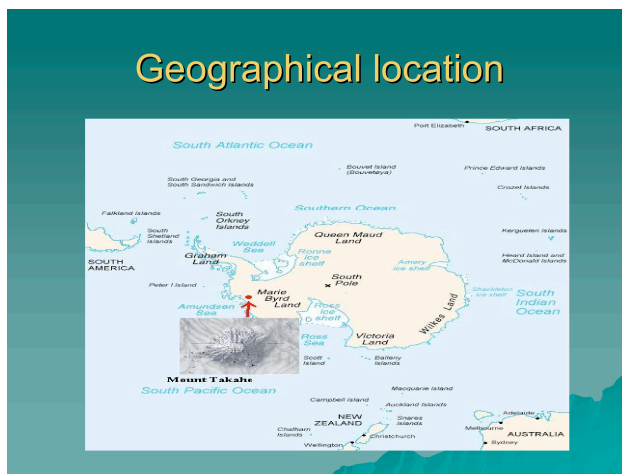 Geographical location
Port Elizabeth
SOUTH AFRICA
South Atlantic Ocean
Bouvet Island
(Bouvetøya)
Prince Edward Islands
South Georgia and
South Sandwich Islands
Crozet Islands
Falkland Islands
South
Orkney
Islands
Southern Ocean
South
Shetland
Islands
Queen Maud
Land
Kerguelen Islands
Weddell
Sea
Ronne
ice
shelf
Graham
Land
Amery
ice shelf
Heard Island and
McDonald Islands
SOUTH
AMERICA
South
Pole
Peter I Island
Marie
Byrd
Land
Shackleton
ice shelf
South
Indian
Ocean
Amundsen
Sea
Ross
ice
shelf
Wilkes Land
Ross
Sea
Victoria
Land
Scott
Island
Balleny
Islands
Mount Takahe
South Pacific Ocean
Macquarie Island
Campbell Island
Auckland Islands
NEW
ZEALAND
Snares
Islands
Adelaide
Chatham
Islands
Christchurch
Melbourne
AUSTRALIA
Wellington
Sydney